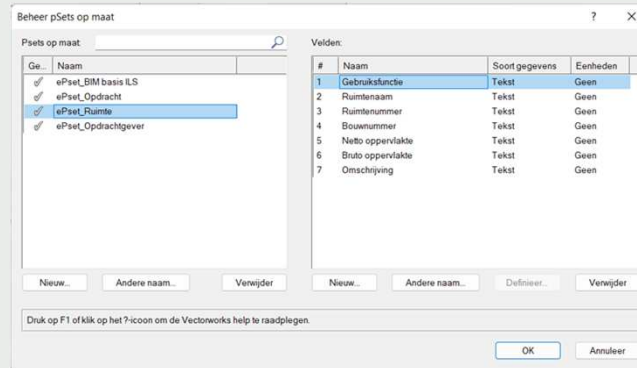 Beheer pSets op maat ? X
Psets op maat: Velden:
Ge... Naam
ePset_BIM basis ILS
ePset_Opdracht
ePset_Ruimte
ePset_Opdrachtgever
# Naam Soort gegevens Eenheden
1 Gebruiksfunctie Tekst Geen
2 Ruimtenaam Tekst Geen
3 Ruimtenummer Tekst Geen
4 Bouwnummer Tekst Geen
5 Netto oppervlakte Tekst Geen
6 Bruto oppervlakte Tekst Geen
7 Omschrijving Tekst Geen
Nieuw... Andere naam... Verwijder Nieuw... Andere naam... Definieer... Verwijder
Druk op F1 of klik op het ?-icoon om de Vectorworks help te raadplegen.
OK Annuleer